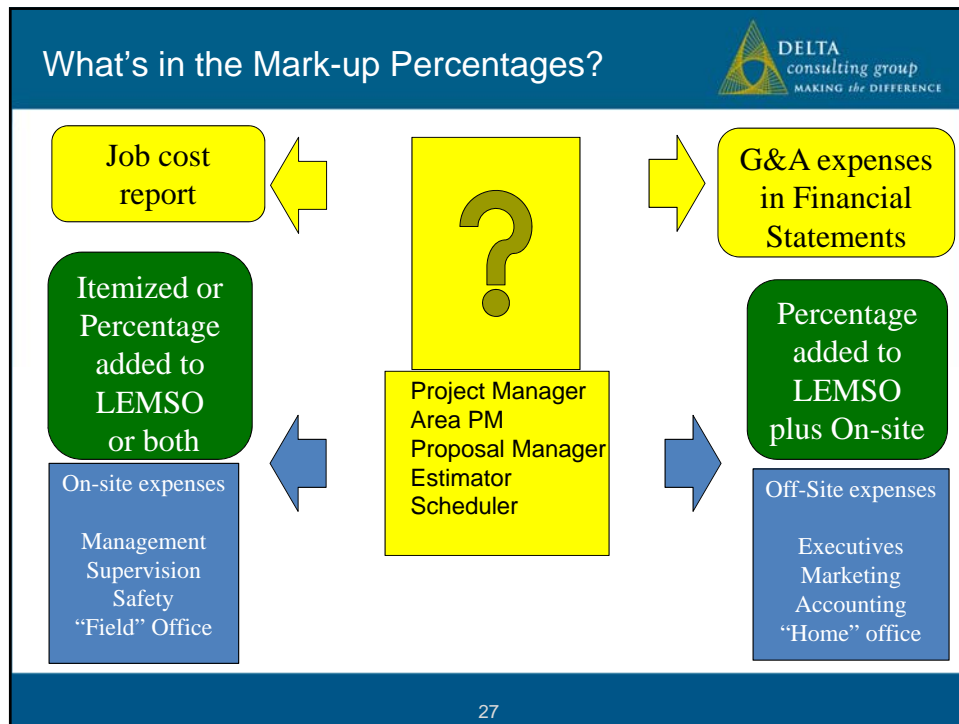 What’s in the Mark-up Percentages?
DELTA
consulting group
MAKING the DIFFERENCE
Job cost
report
?
G&A expenses
in Financial
Statements
Itemized or
Percentage
added to
LEMSO
or both
Project Manager
Area PM
Proposal Manager
Estimator
Scheduler
Percentage
added to
LEMSO
plus On-site
On-site expenses
Management
Supervision
Safety
“Field” Office
Off-Site expenses
Executives
Marketing
Accounting
“Home” office
27